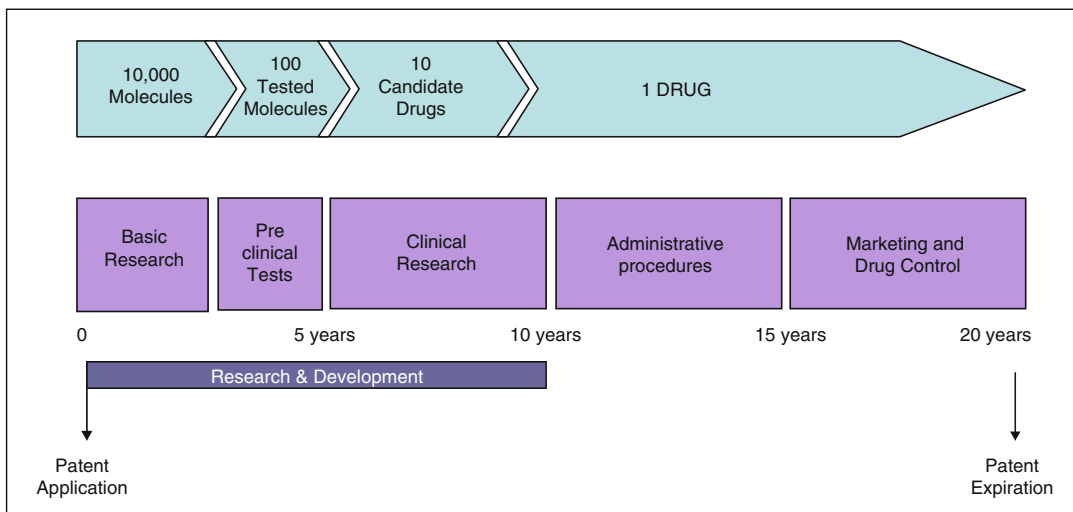 10,000
Molecules
100
Tested
Molecules
10
Candidate
Drugs
1 DRUG
Basic
Research
Pre
clinical
Tests
Clinical
Research
Administrative
procedures
Marketing and
Drug Control
0
5 years
10 years
15 years
20 years
Research & Development
Patent
Application
Patent
Expiration